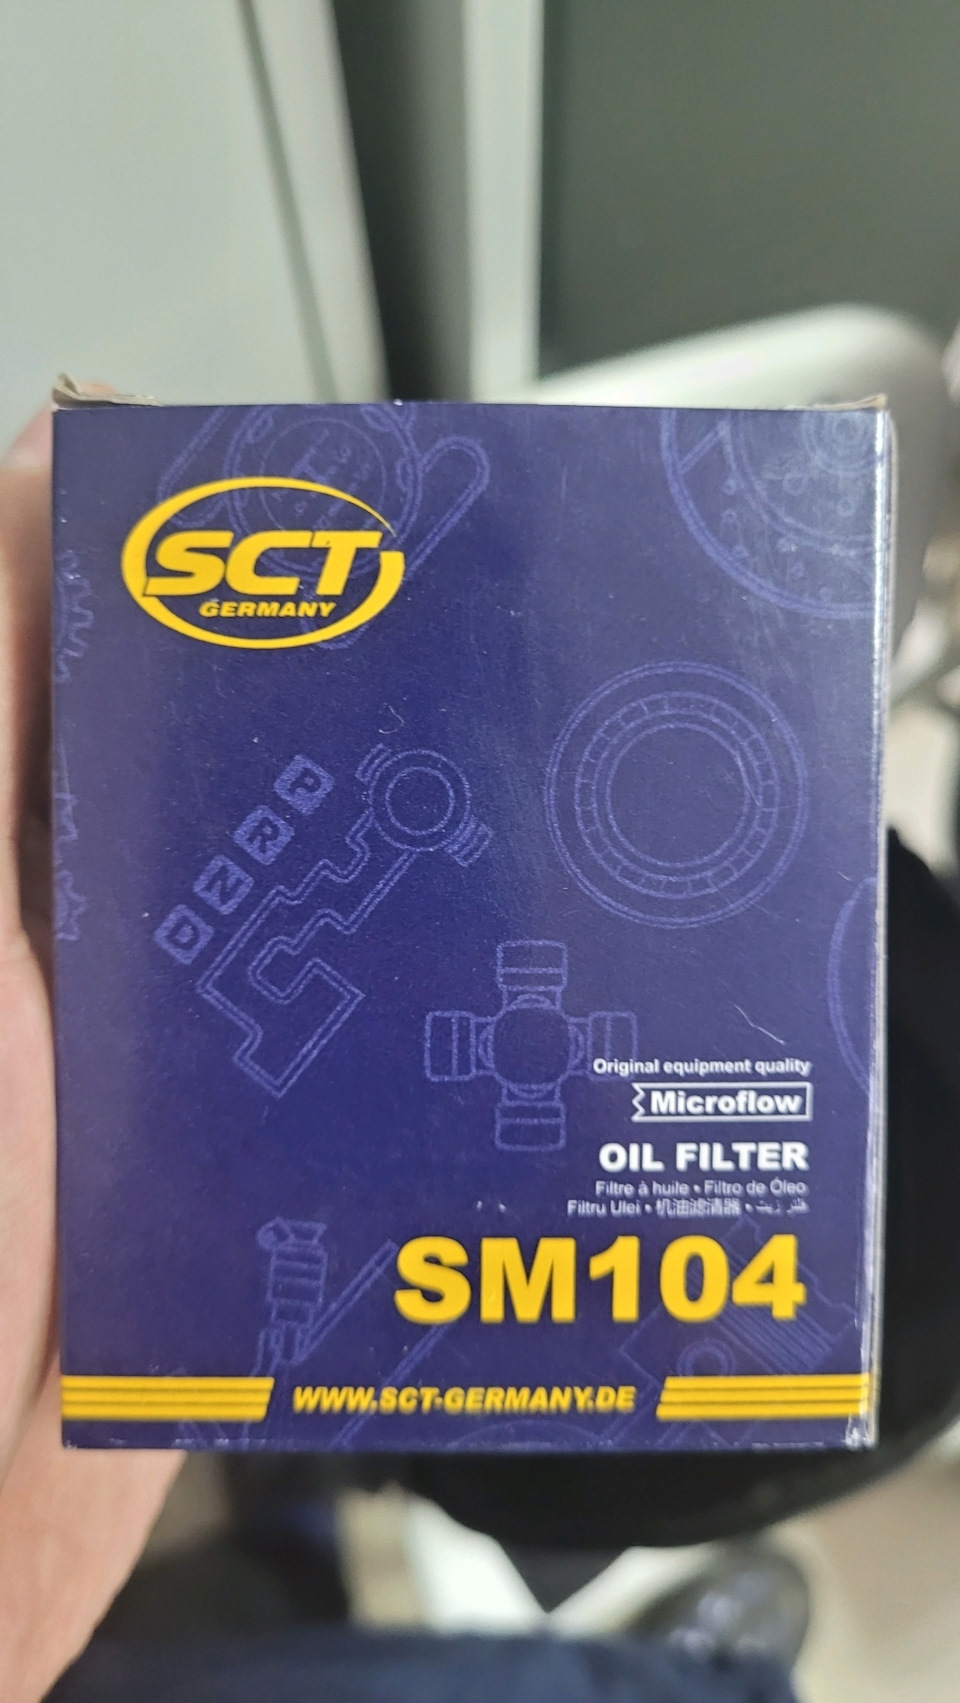 SCT
GERMANY
P
R
N
D
Original equipment quality
Microflow
OIL FILTER
Filtre à huile • Filtro de Óleo
Filtru Ulei • 机油滤清器 •
SM104
WWW.SCT-GERMANY.DE